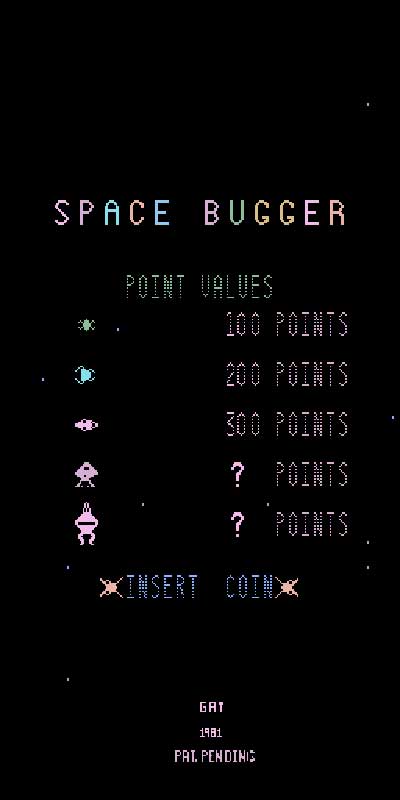 SPACE BUGGER
POINT VALUES
100 POINTS
200 POINTS
300 POINTS
? POINTS
? POINTS
INSERT COIN
GAT
1981
PAT. PENDING